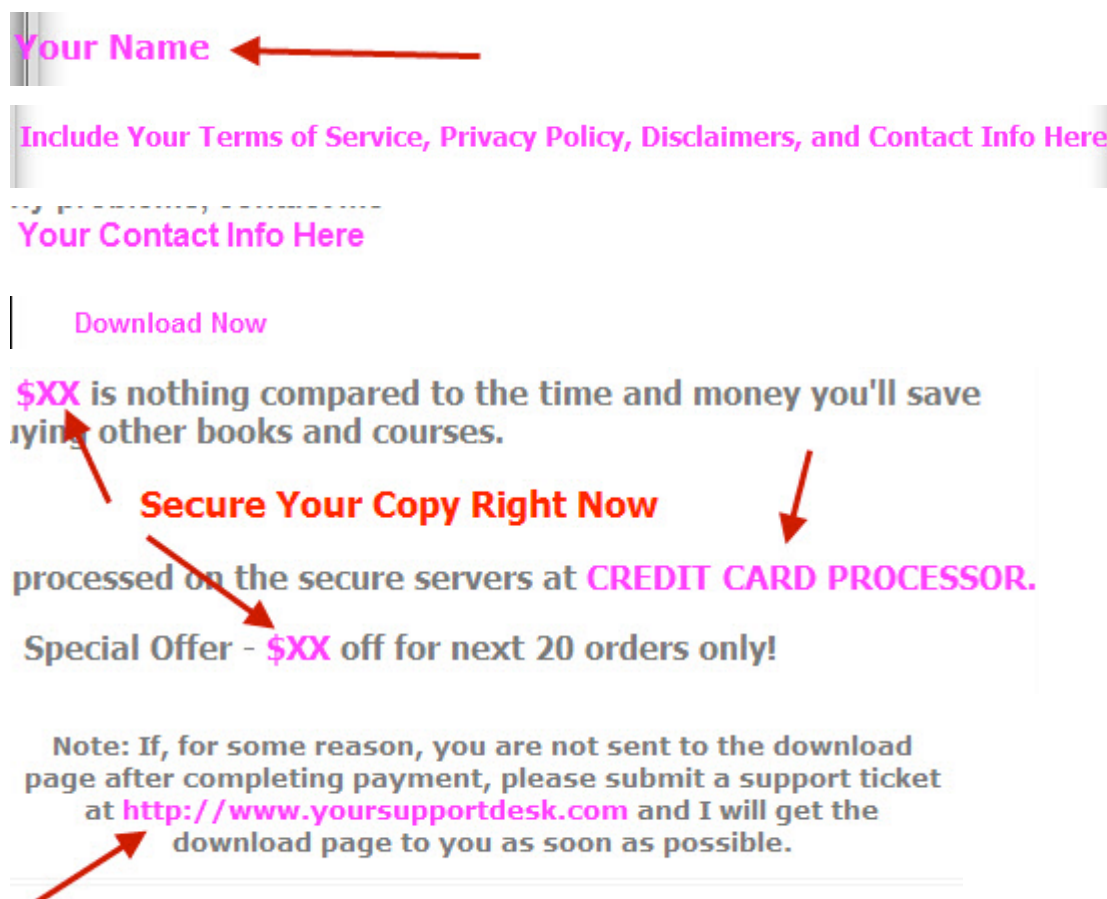 Your Name
Include Your Terms of Service, Privacy Policy, Disclaimers, and Contact Info Here
Your Contact Info Here
Download Now
$XX is nothing compared to the time and money you'll save
other books and courses.
Secure Your Copy Right Now
processed on the secure servers at CREDIT CARD PROCESSOR.
Special Offer - $XX off for next 20 orders only!
Note: If, for some reason, you are not sent to the download
page after completing payment, please submit a support ticket
at http://www.yoursupportdesk.com and I will get the
download page to you as soon as possible.